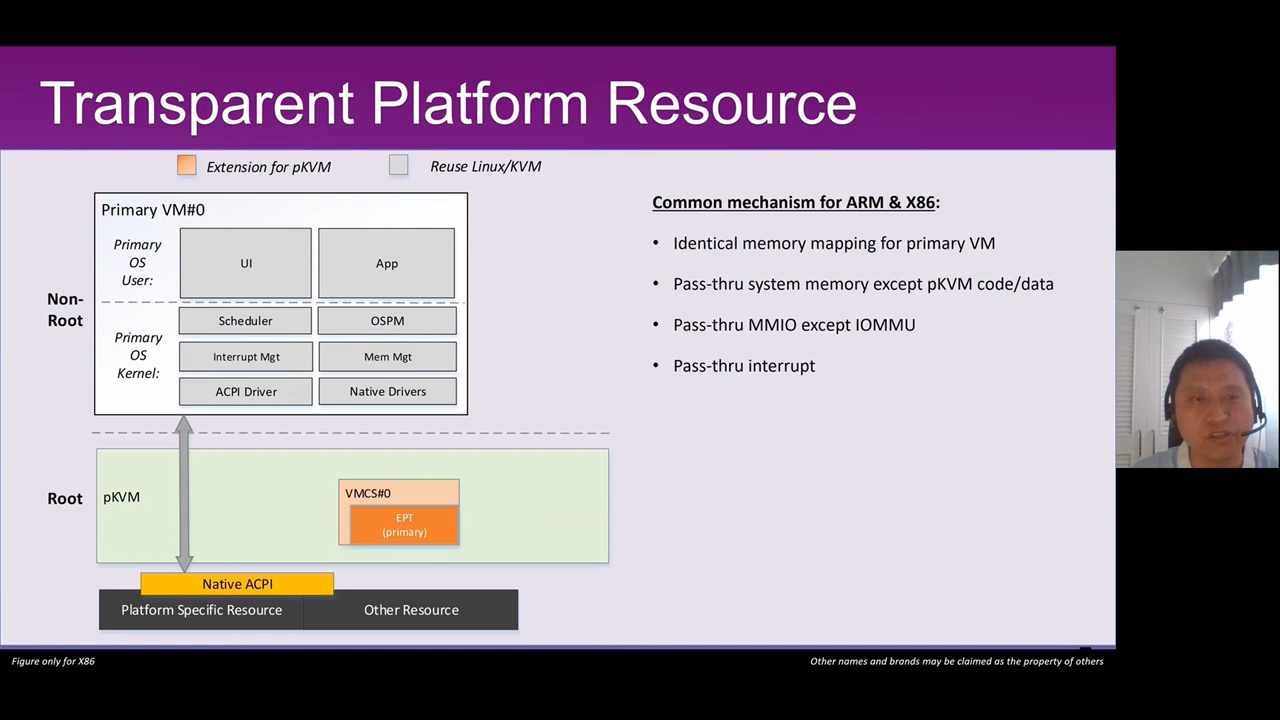 Transparent Platform Resource
Extension for pKVM
Reuse Linux/KVM
Primary VM#0
Primary
OS
User:
UI
App
Non-
Root
Primary
OS
Kernel:
Scheduler
OSPM
Interrupt Mgt
Mem Mgt
ACPI Driver
Native Drivers
Root
pKVM
VMCS#0
EPT
(primary)
Native ACPI
Platform Specific Resource
Other Resource
Common mechanism for ARM & X86:
• Identical memory mapping for primary VM
• Pass-thru system memory except pKVM code/data
• Pass-thru MMIO except IOMMU
• Pass-thru interrupt
Figure only for X86
Other names and brands may be claimed as the property of others